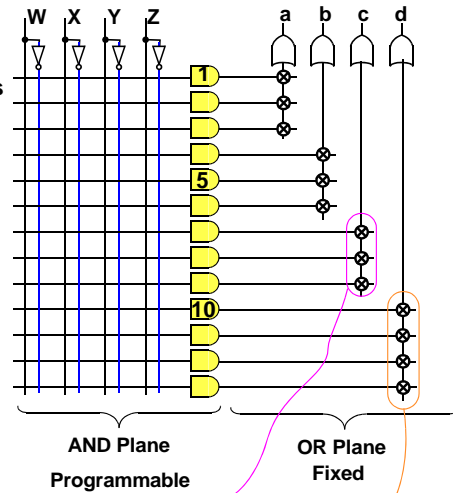 W X Y Z a b c d
1
s
5
10
AND Plane
Programmable
OR Plane
Fixed